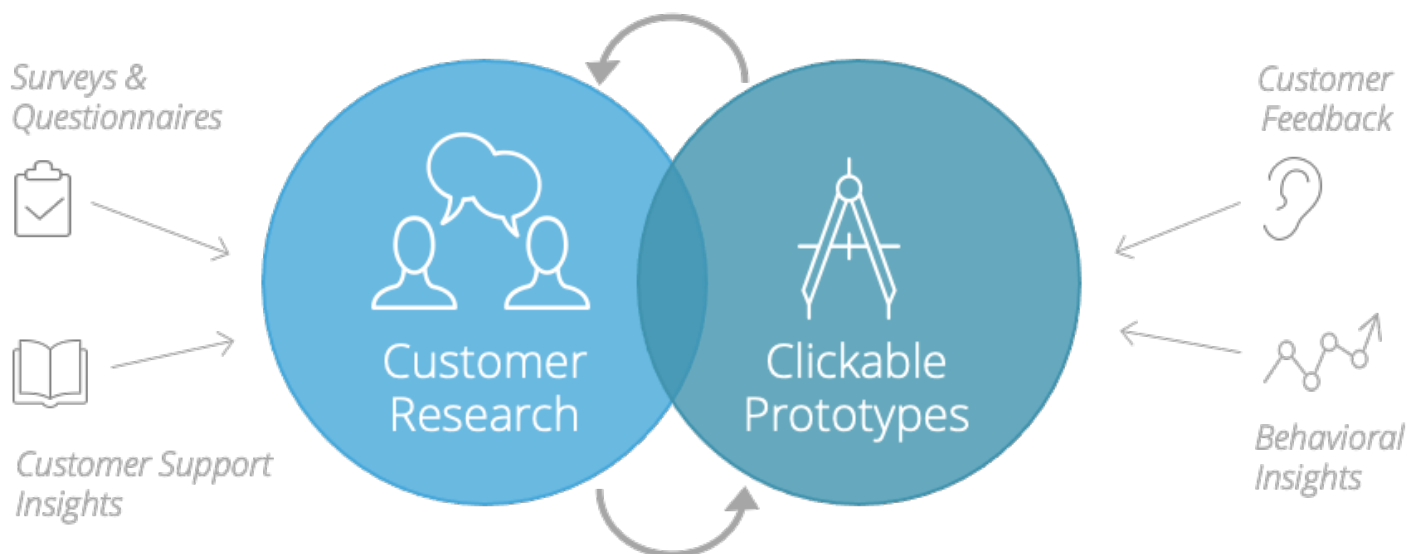 Surveys &
Questionnaires
Customer Support
Insights
Customer
Research
Clickable
Prototypes
Customer
Feedback
Behavioral
Insights